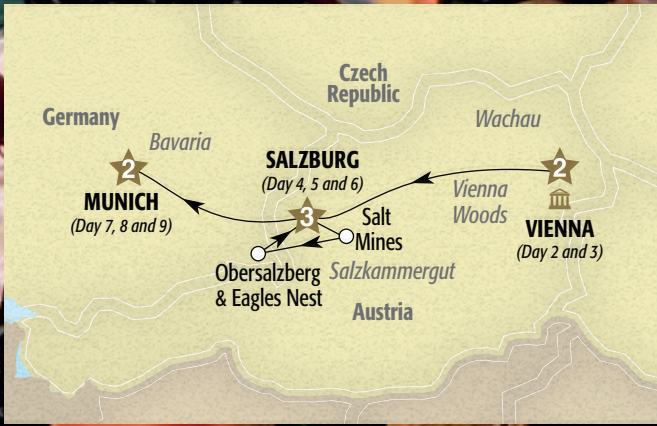 Czech
Republic
Germany
Bavaria
Wachau
2
MUNICH
(Day 7, 8 and 9)
SALZBURG
(Day 4, 5 and 6)
3
Salt
Mines
Obersalzberg
& Eagles Nest
Salzkammergut
Austria
Vienna
Woods
2
VIENNA
(Day 2 and 3)